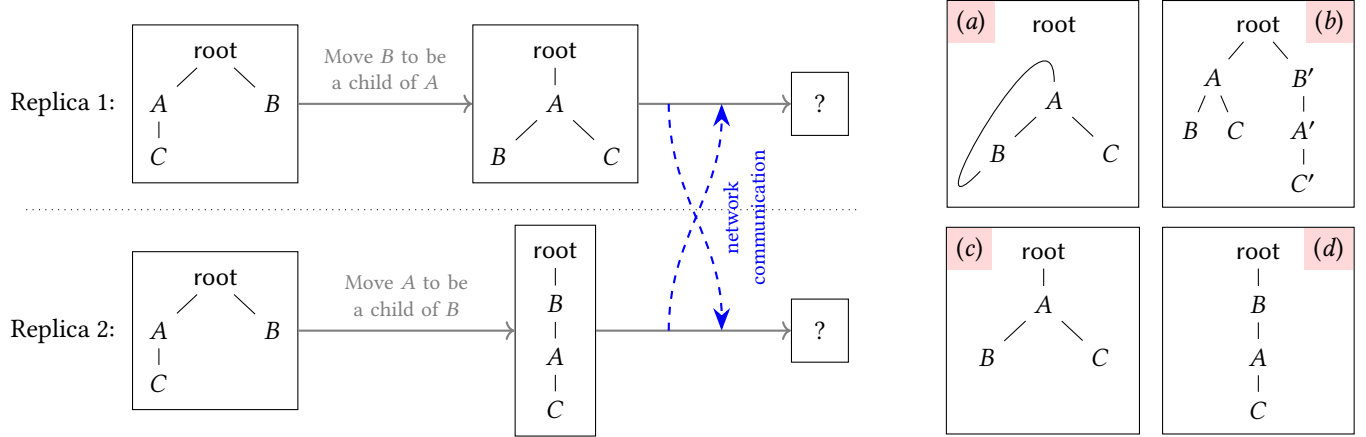 root
A B
C
Replica 1:
Move B to be
a child of A
root
A
B C
?
network
communication
root
A B
C
Replica 2:
Move A to be
a child of B
root
B
A
C
?
(a)
root
A
B
C
(b)
root
A B′
B C A′
C′
(c)
root
A
B C
(d)
root
B
A
C